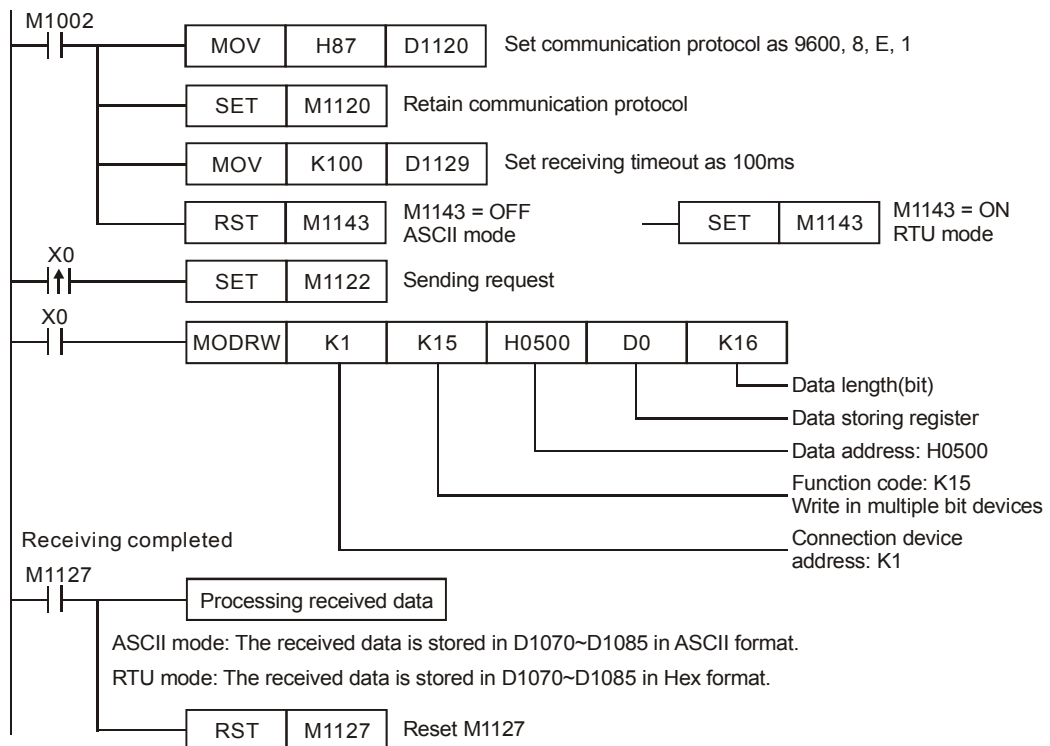 M1002
MOV H87 D1120 Set communication protocol as 9600, 8, E, 1
SET M1120 Retain communication protocol
MOV K100 D1129 Set receiving timeout as 100ms
RST M1143 M1143 = OFF
ASCII mode
SET M1143 M1143 = ON
RTU mode
X0
SET M1122 Sending request
X0
MODRW K1 K15 H0500 D0 K16
Data length(bit)
Data storing register
Data address: H0500
Function code: K15
Write in multiple bit devices
Connection device
address: K1
Receiving completed
M1127
Processing received data
ASCII mode: The received data is stored in D1070~D1085 in ASCII format.
RTU mode: The received data is stored in D1070~D1085 in Hex format.
RST M1127 Reset M1127